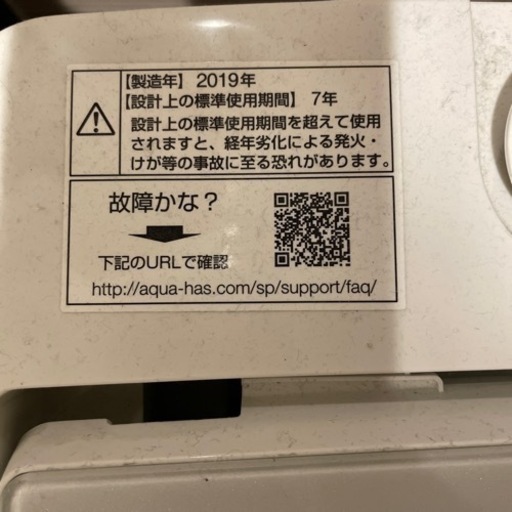 【製造年】 2019年
【設計上の標準使用期間】 7年
設計上の標準使用期間を超えて使用
されますと、経年劣化による発火・
けが等の事故に至る恐れがあります。
故障かな？
下記のURLで確認
http://aqua-has.com/sp/support/faq/